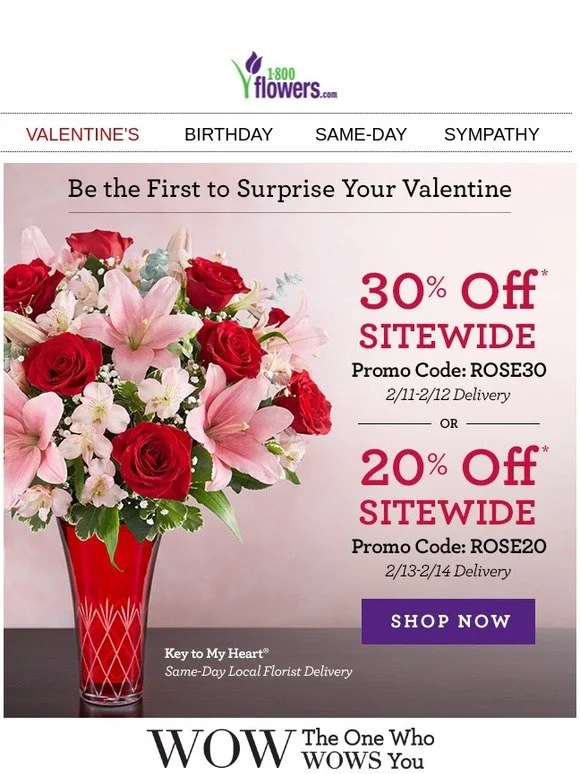 1·800
flowers.com
VALENTINE'S BIRTHDAY SAME-DAY SYMPATHY
Be the First to Surprise Your Valentine
30% Off*
SITEWIDE
Promo Code: ROSE30
2/11-2/12 Delivery
OR
20% Off*
SITEWIDE
Promo Code: ROSE20
2/13-2/14 Delivery
SHOP NOW
Key to My Heart®
Same-Day Local Florist Delivery
WOW The One Who
WOWS You